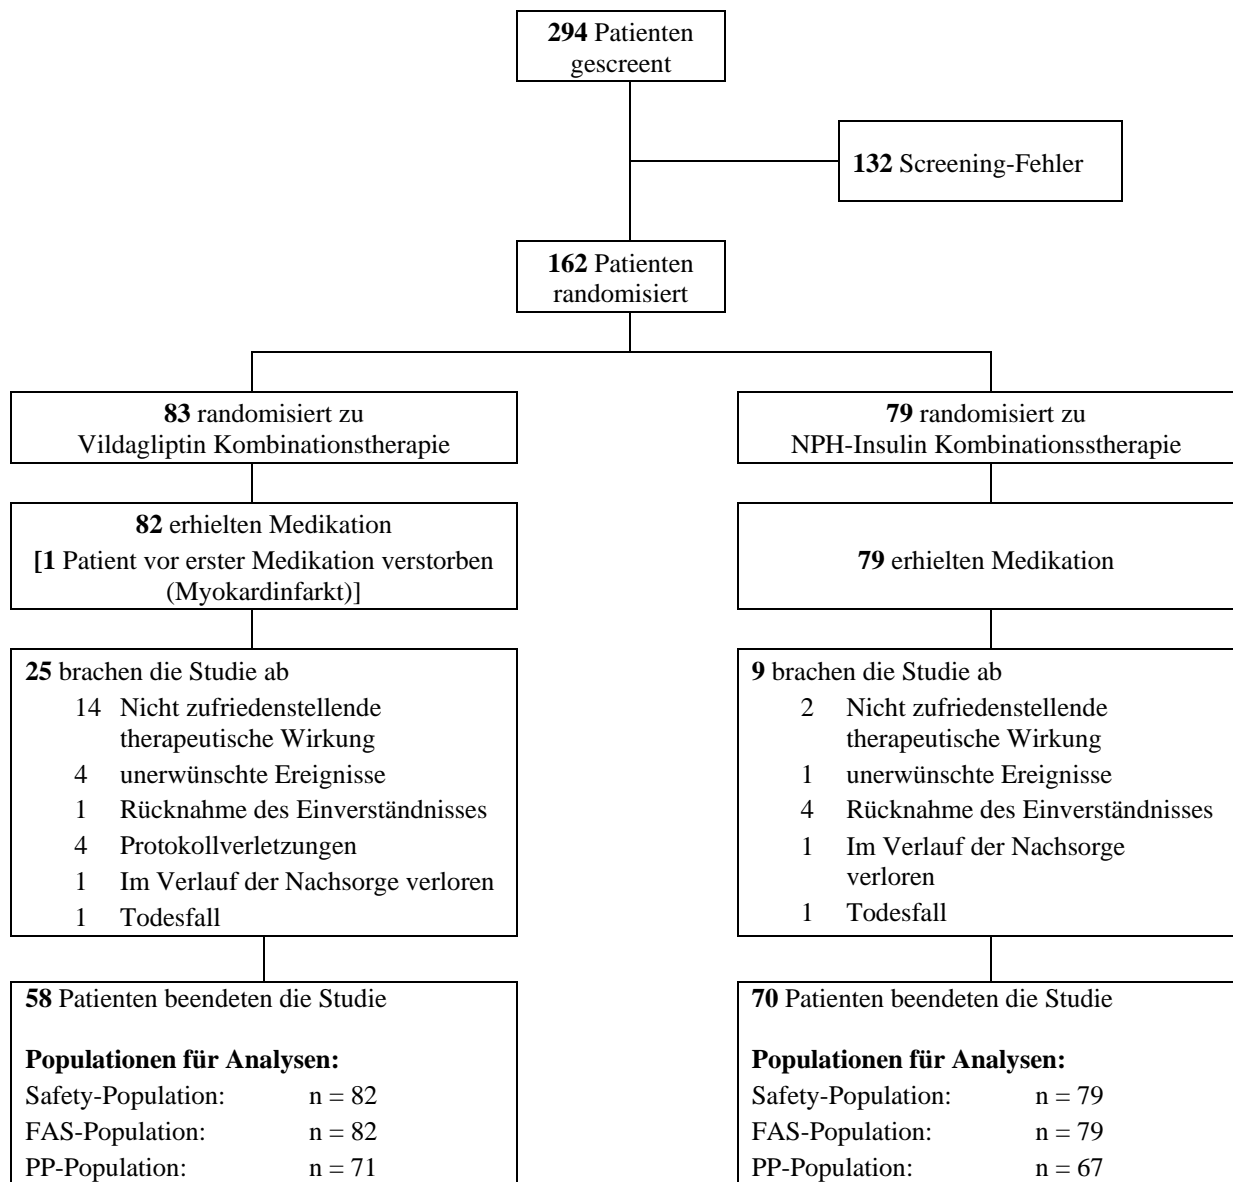 294 Patienten
gescreent
132 Screening-Fehler
162 Patienten
randomisiert
83 randomisiert zu
Vildagliptin Kombinationstherapie
79 randomisiert zu
NPH-Insulin Kombinationsstherapie
82 erhielten Medikation
[1 Patient vor erster Medikation verstorben
(Myokardinfarkt)]
79 erhielten Medikation
25 brachen die Studie ab
14 Nicht zufriedenstellende
therapeutische Wirkung
4 unerwünschte Ereignisse
1 Rücknahme des Einverständnisses
4 Protokollverletzungen
1 Im Verlauf der Nachsorge verloren
1 Todesfall
9 brachen die Studie ab
2 Nicht zufriedenstellende
therapeutische Wirkung
1 unerwünschte Ereignisse
4 Rücknahme des Einverständnisses
1 Im Verlauf der Nachsorge
verloren
1 Todesfall
58 Patienten beendeten die Studie
Populationen für Analysen:
Safety-Population: n = 82
FAS-Population: n = 82
PP-Population: n = 71
70 Patienten beendeten die Studie
Populationen für Analysen:
Safety-Population: n = 79
FAS-Population: n = 79
PP-Population: n = 67